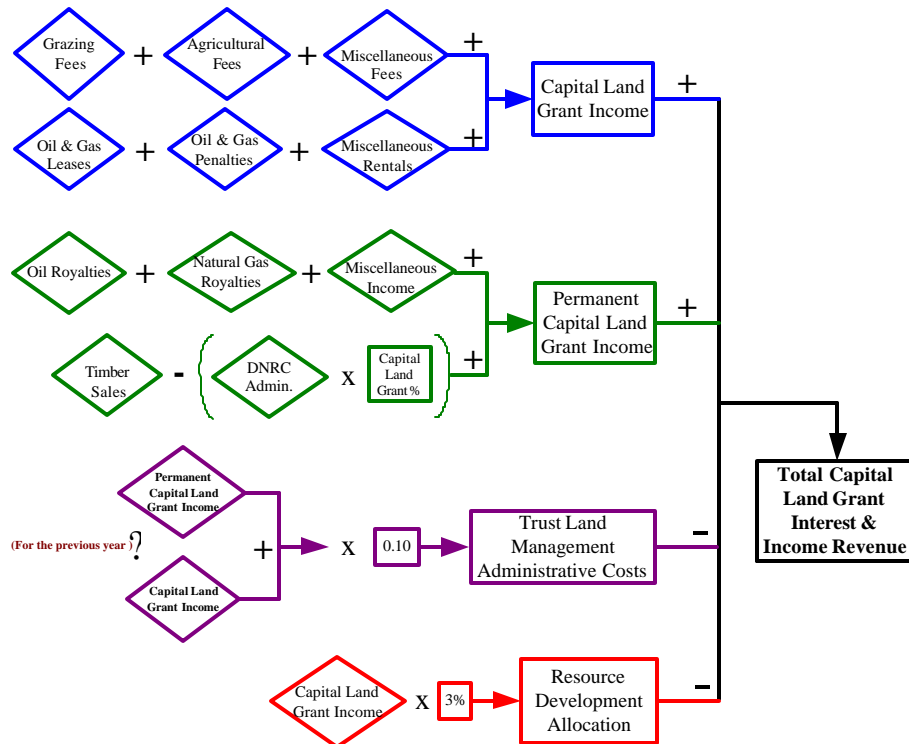 Grazing
Fees
+
Agricultural
Fees
+
Miscellaneous
Fees
+
Oil & Gas
Leases
+
Oil & Gas
Penalties
+
Miscellaneous
Rentals
+
Capital Land
Grant Income
+
Oil Royalties
+
Natural Gas
Royalties
+
Miscellaneous
Income
+
Timber
Sales
-
(
DNRC
Admin.
x
Capital
Land
Grant %
)
+
Permanent
Capital Land
Grant Income
+
Total Capital
Land Grant
Interest &
Income Revenue
(For the previous year )?
Permanent
Capital Land
Grant Income
+
Capital Land
Grant Income
x
0.10
Trust Land
Management
Administrative Costs
-
Capital Land
Grant Income
x
3%
Resource
Development
Allocation
-